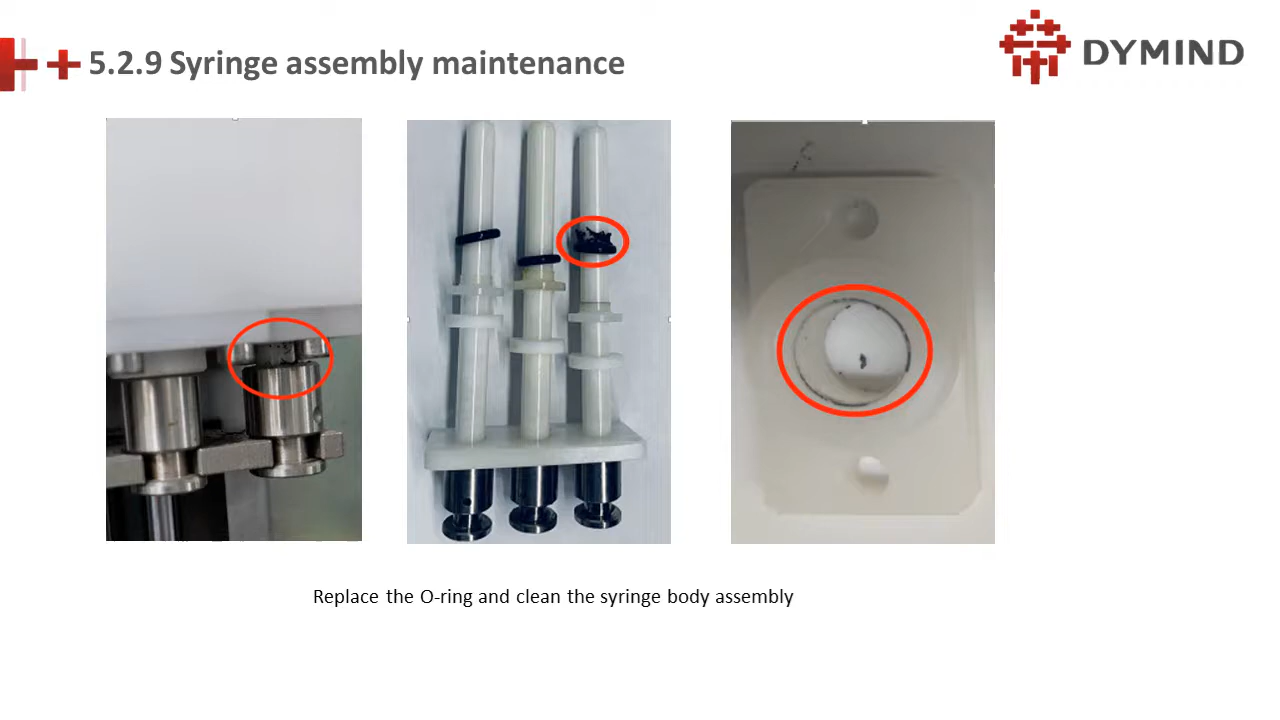 5.2.9 Syringe assembly maintenance
DYMIND
Replace the O-ring and clean the syringe body assembly